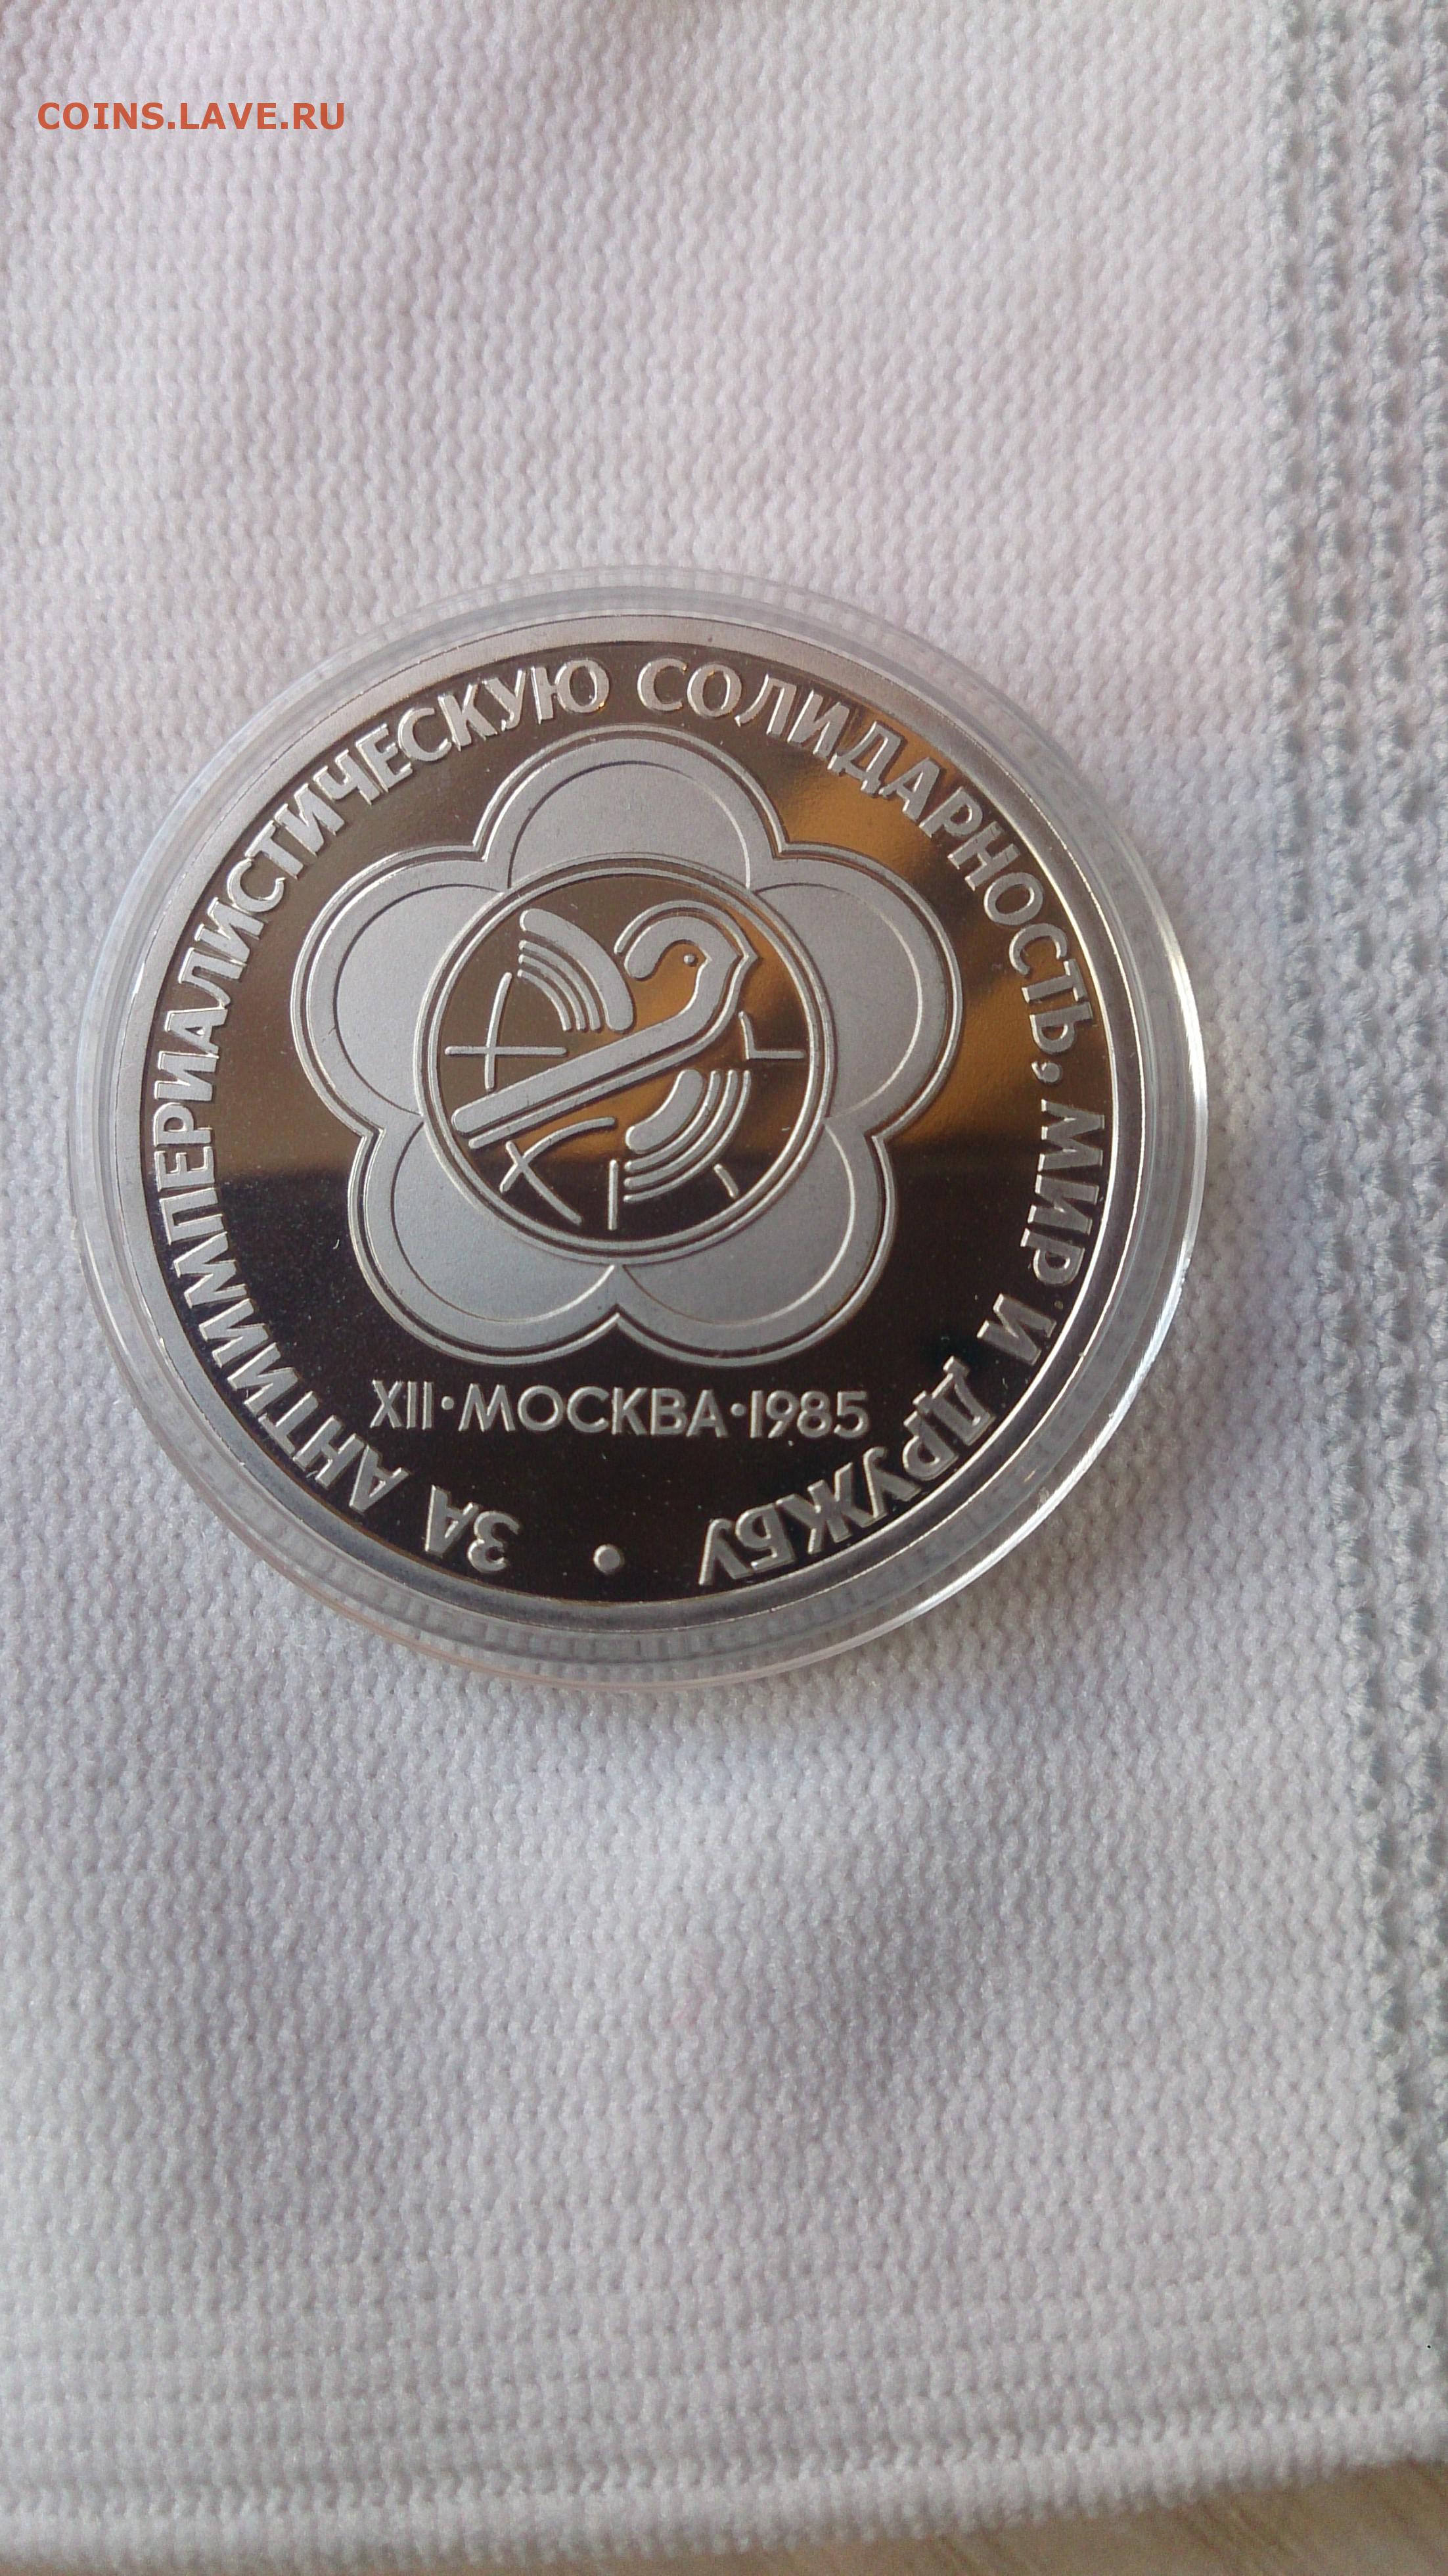 COINS.LAVE.RU
ЗА АНТИИМПЕРИАЛИСТИЧЕСКУЮ СОЛИДАРНОСТЬ, МИР И ДРУЖБУ •
XII·МОСКВА·1985